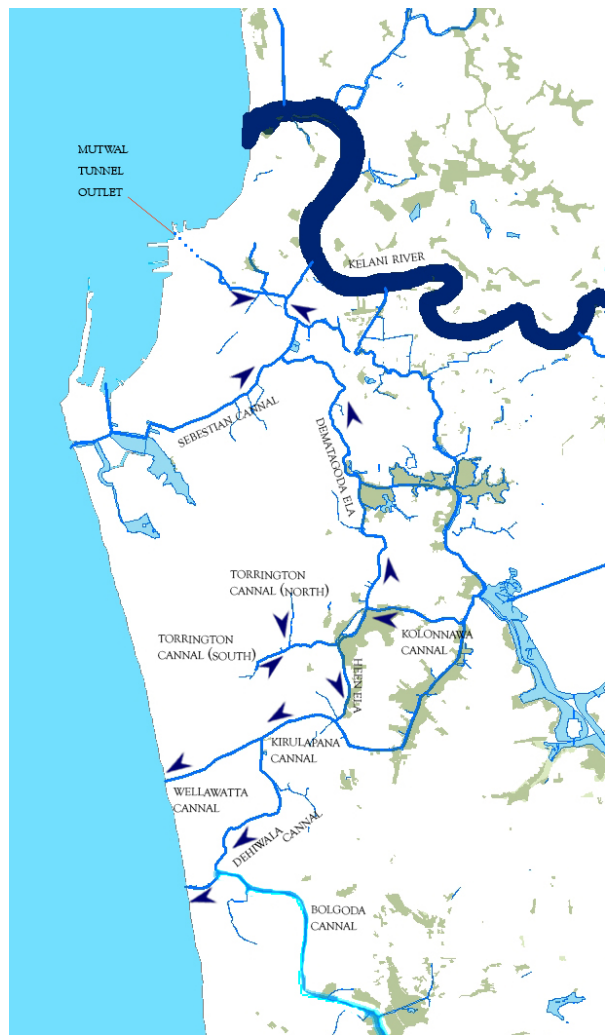 MUTWAL
TUNNEL
OUTLET
KELANI RIVER
SEBESTIAN CANNAL
DEMATAGODA ELA
TORRINGTON
CANNAL (NORTH)
TORRINGTON
CANNAL (SOUTH)
KOLONNAWA
CANNAL
HEEN ELA
KIRULAPANA
CANNAL
WELLAWATTA
CANNAL
DEHIWALA CANNAL
BOLGODA
CANNAL